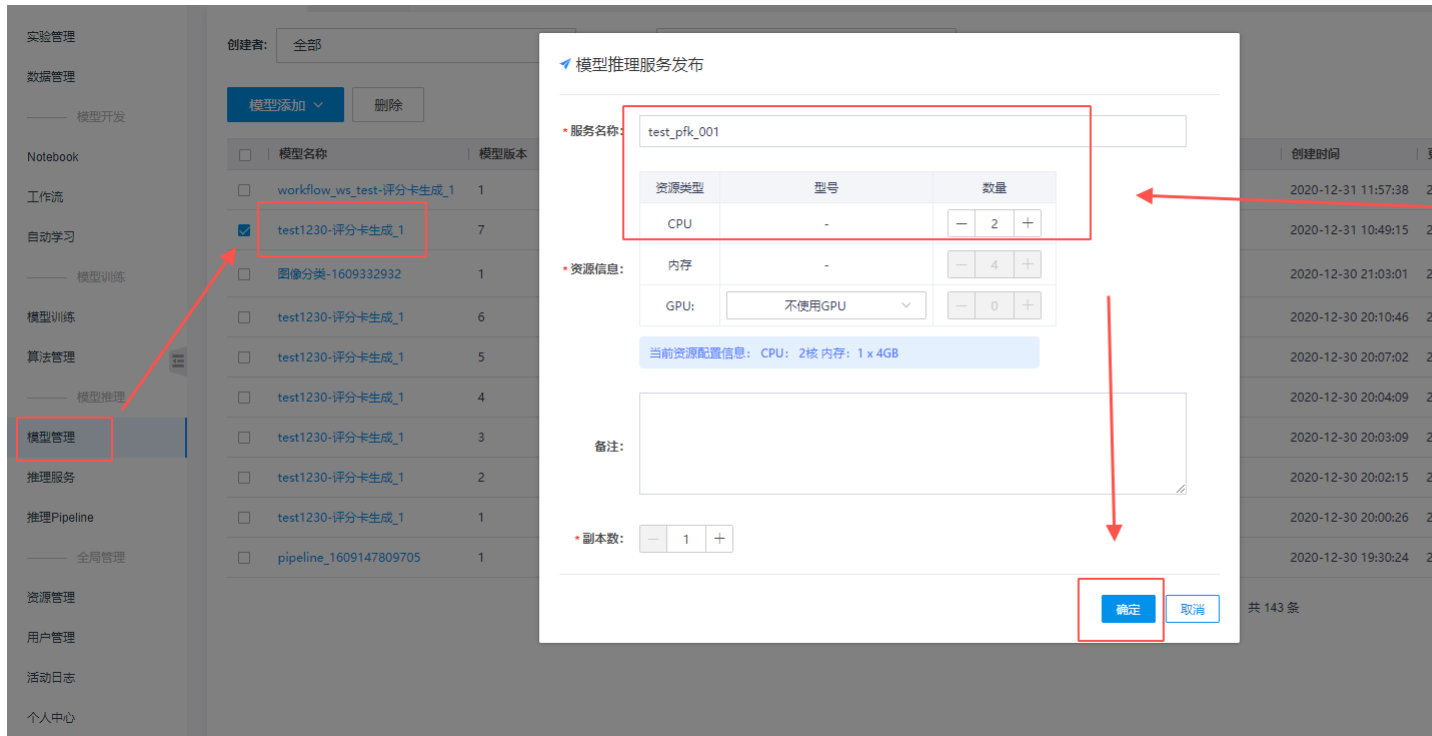 实验管理
数据管理
模型开发
Notebook
工作流
自动学习
模型训练
模型训练
算法管理
模型推理
模型管理
推理服务
推理Pipeline
全局管理
资源管理
用户管理
活动日志
个人中心
创建者: 全部
模型添加 删除
模型名称 模型版本 创建时间
workflow_ws_test-评分卡生成_1 1 2020-12-31 11:57:38
test1230-评分卡生成_1 7 2020-12-31 10:49:15
图像分类-1609332932 1 2020-12-30 21:03:01
test1230-评分卡生成_1 6 2020-12-30 20:10:46
test1230-评分卡生成_1 5 2020-12-30 20:07:02
test1230-评分卡生成_1 4 2020-12-30 20:04:09
test1230-评分卡生成_1 3 2020-12-30 20:03:09
test1230-评分卡生成_1 2 2020-12-30 20:02:15
test1230-评分卡生成_1 1 2020-12-30 20:00:26
pipeline_1609147809705 1 2020-12-30 19:30:24
共 143 条
模型推理服务发布
* 服务名称: test_pfk_001
* 资源信息:
资源类型 型号 数量
CPU - — 2 +
内存 - — 4 +
GPU: 不使用GPU — 0 +
当前资源配置信息: CPU: 2核 内存: 1 x 4GB
备注:
* 副本数: — 1 +
确定 取消